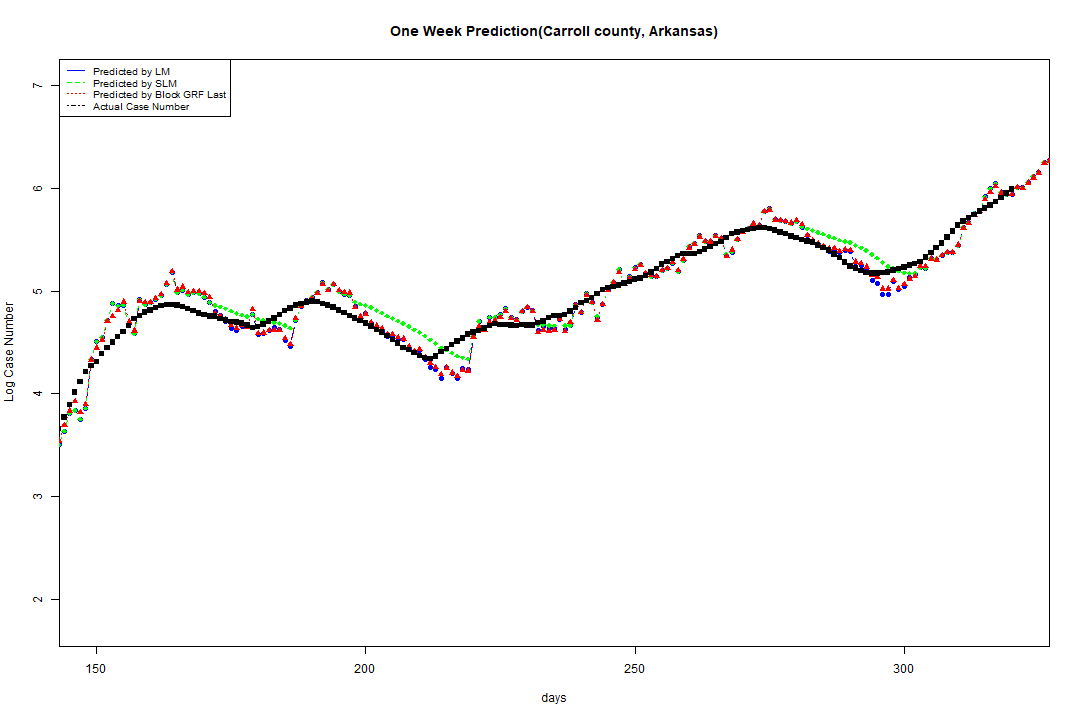 One Week Prediction(Carroll county, Arkansas)
Predicted by LM
Predicted by SLM
Predicted by Block GRF Last
Actual Case Number
7
6
5
4
3
2
Log Case Number
150 200 250 300
days